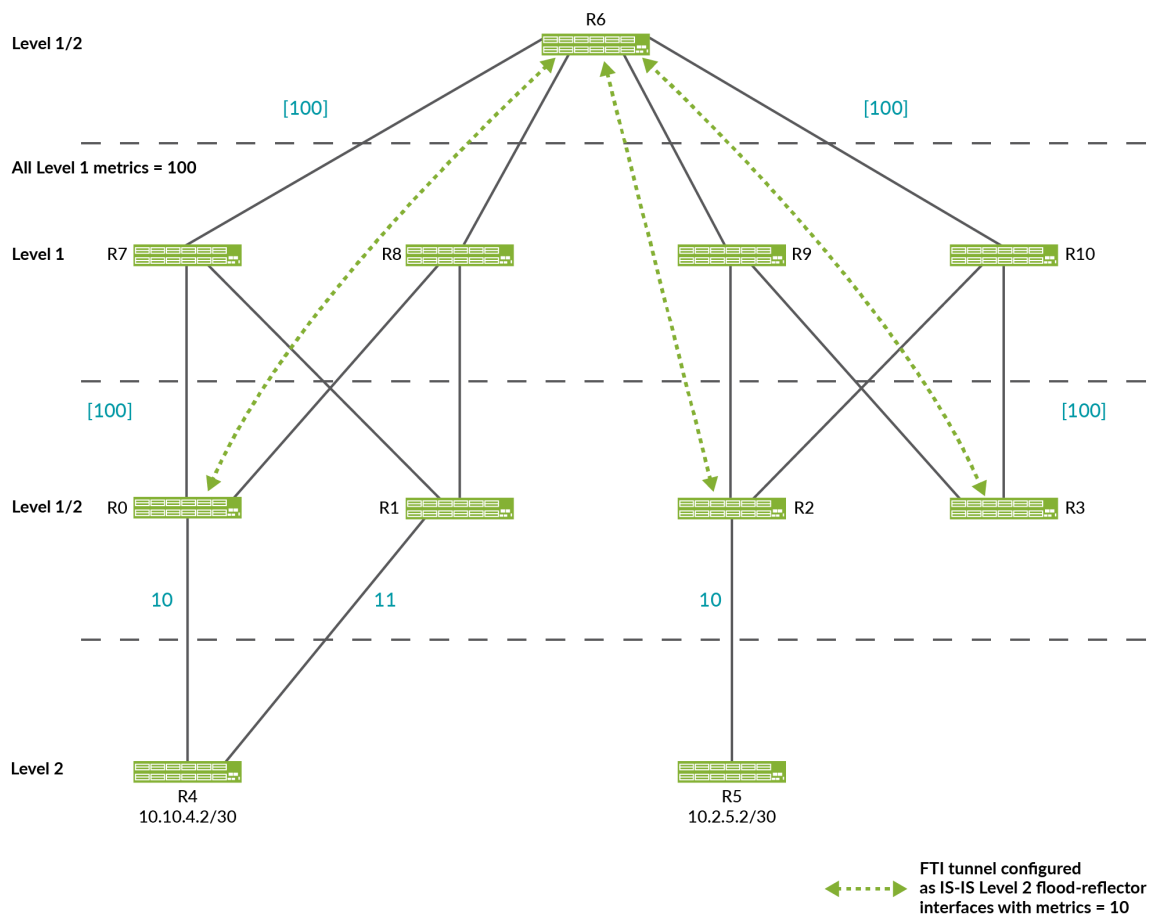 R6
Level 1/2
[100]
[100]
All Level 1 metrics = 100
Level 1
R7
R8
R9
R10
[100]
[100]
Level 1/2
R0
R1
R2
R3
10
11
10
Level 2
R4
10.10.4.2/30
R5
10.2.5.2/30
FTI tunnel configured
as IS-IS Level 2 flood-reflector
interfaces with metrics = 10